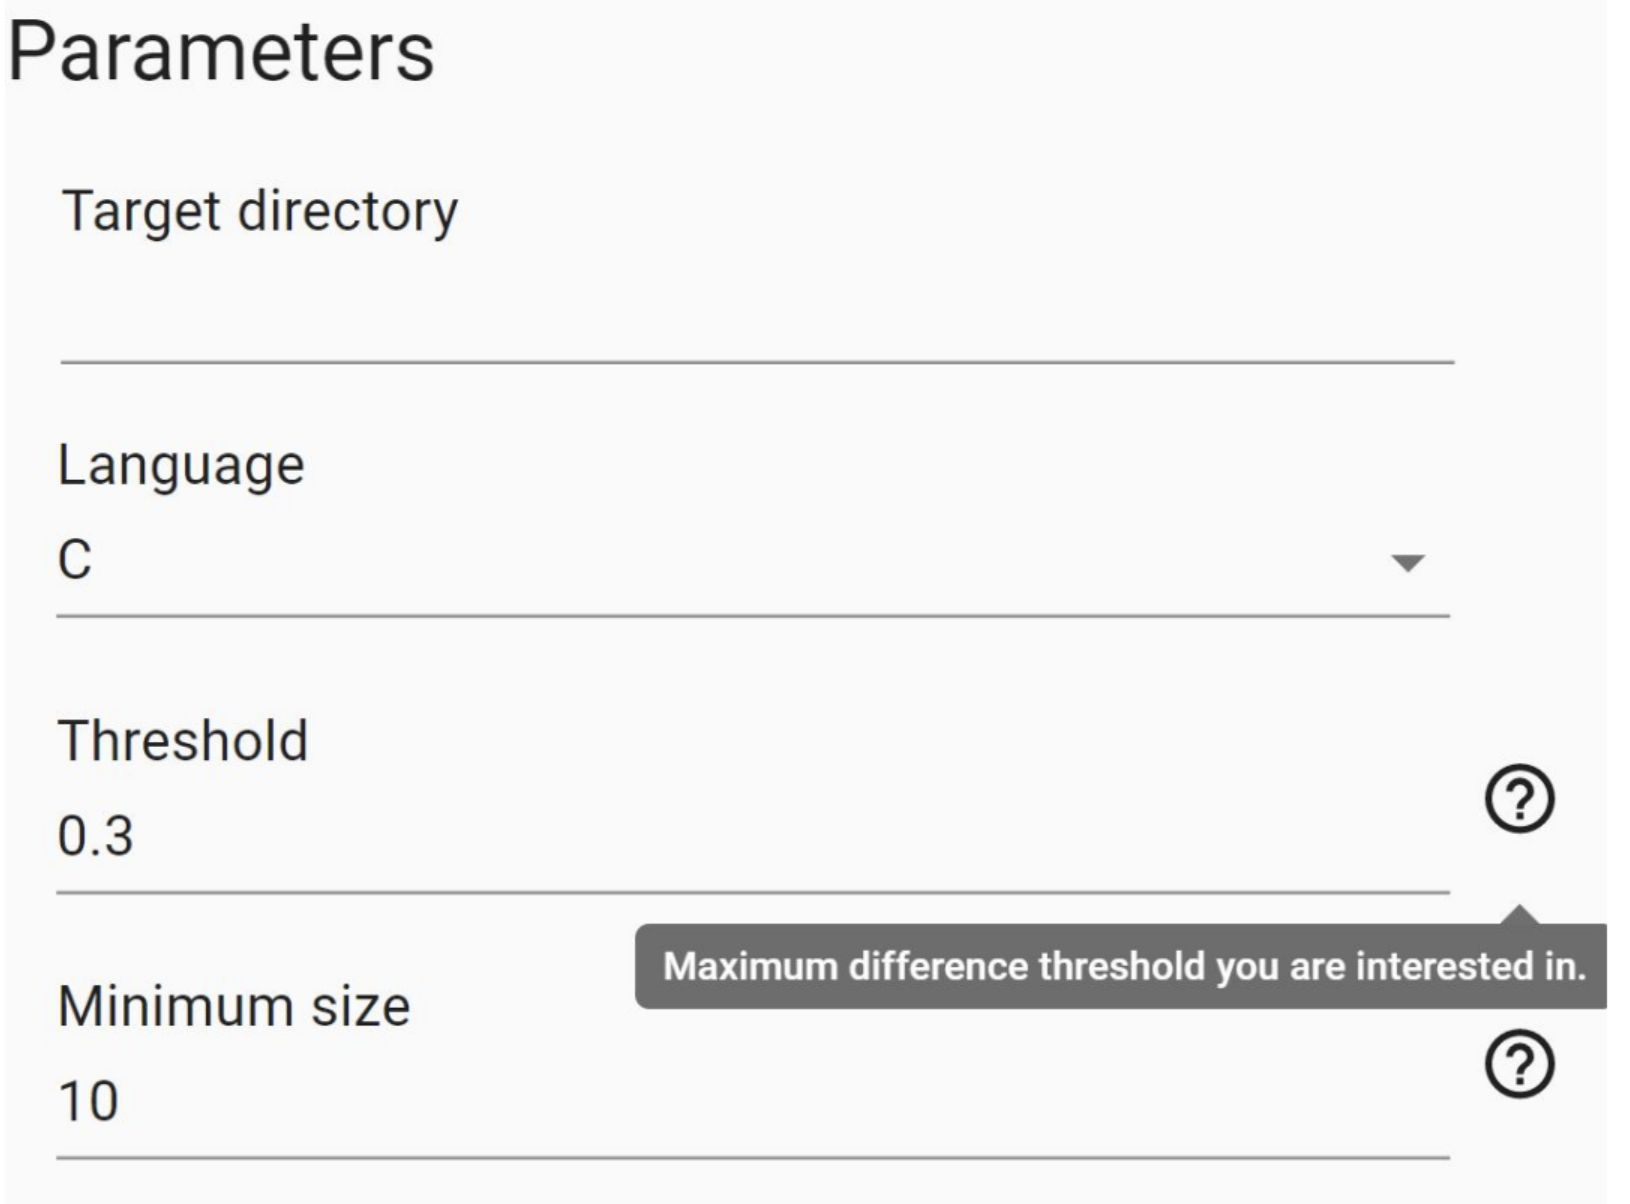 Parameters
Target directory
Language
C
Threshold
0.3
Maximum difference threshold you are interested in.
Minimum size
10